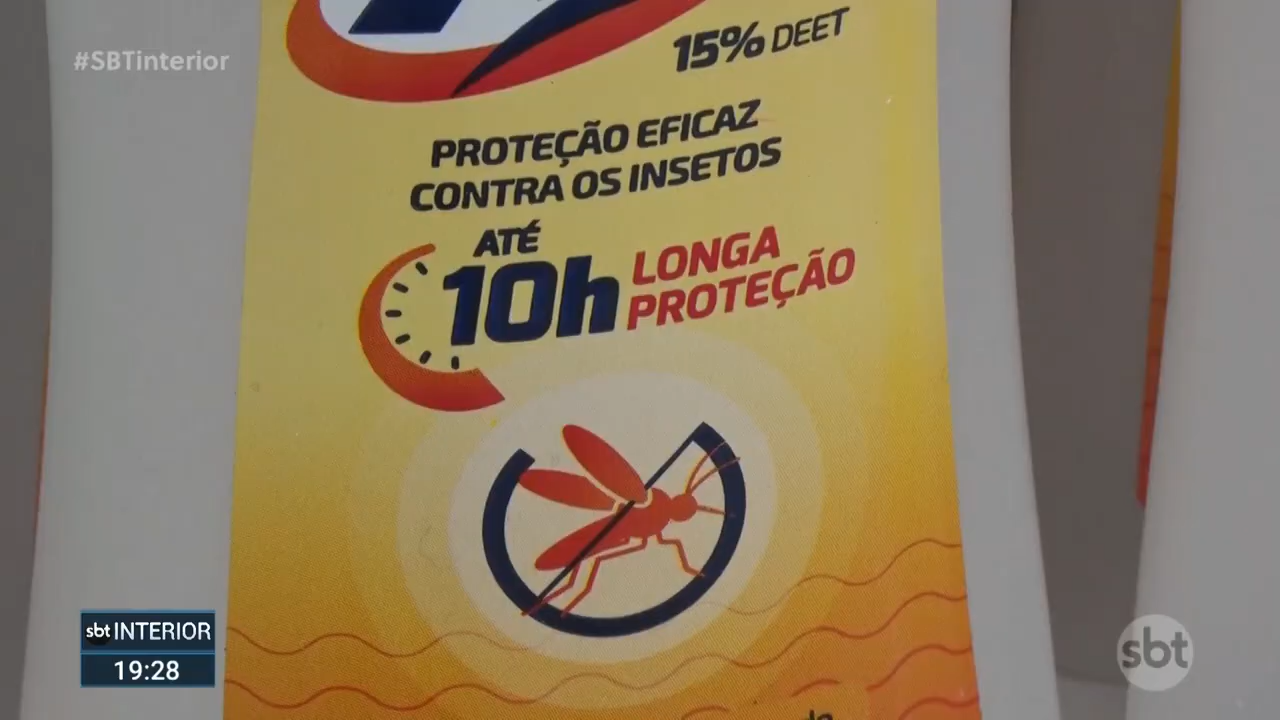 #SBTinterior
15% DEET
PROTEÇÃO EFICAZ
CONTRA OS INSETOS
ATÉ
10h LONGA
PROTEÇÃO
sbt INTERIOR
19:28
sbt